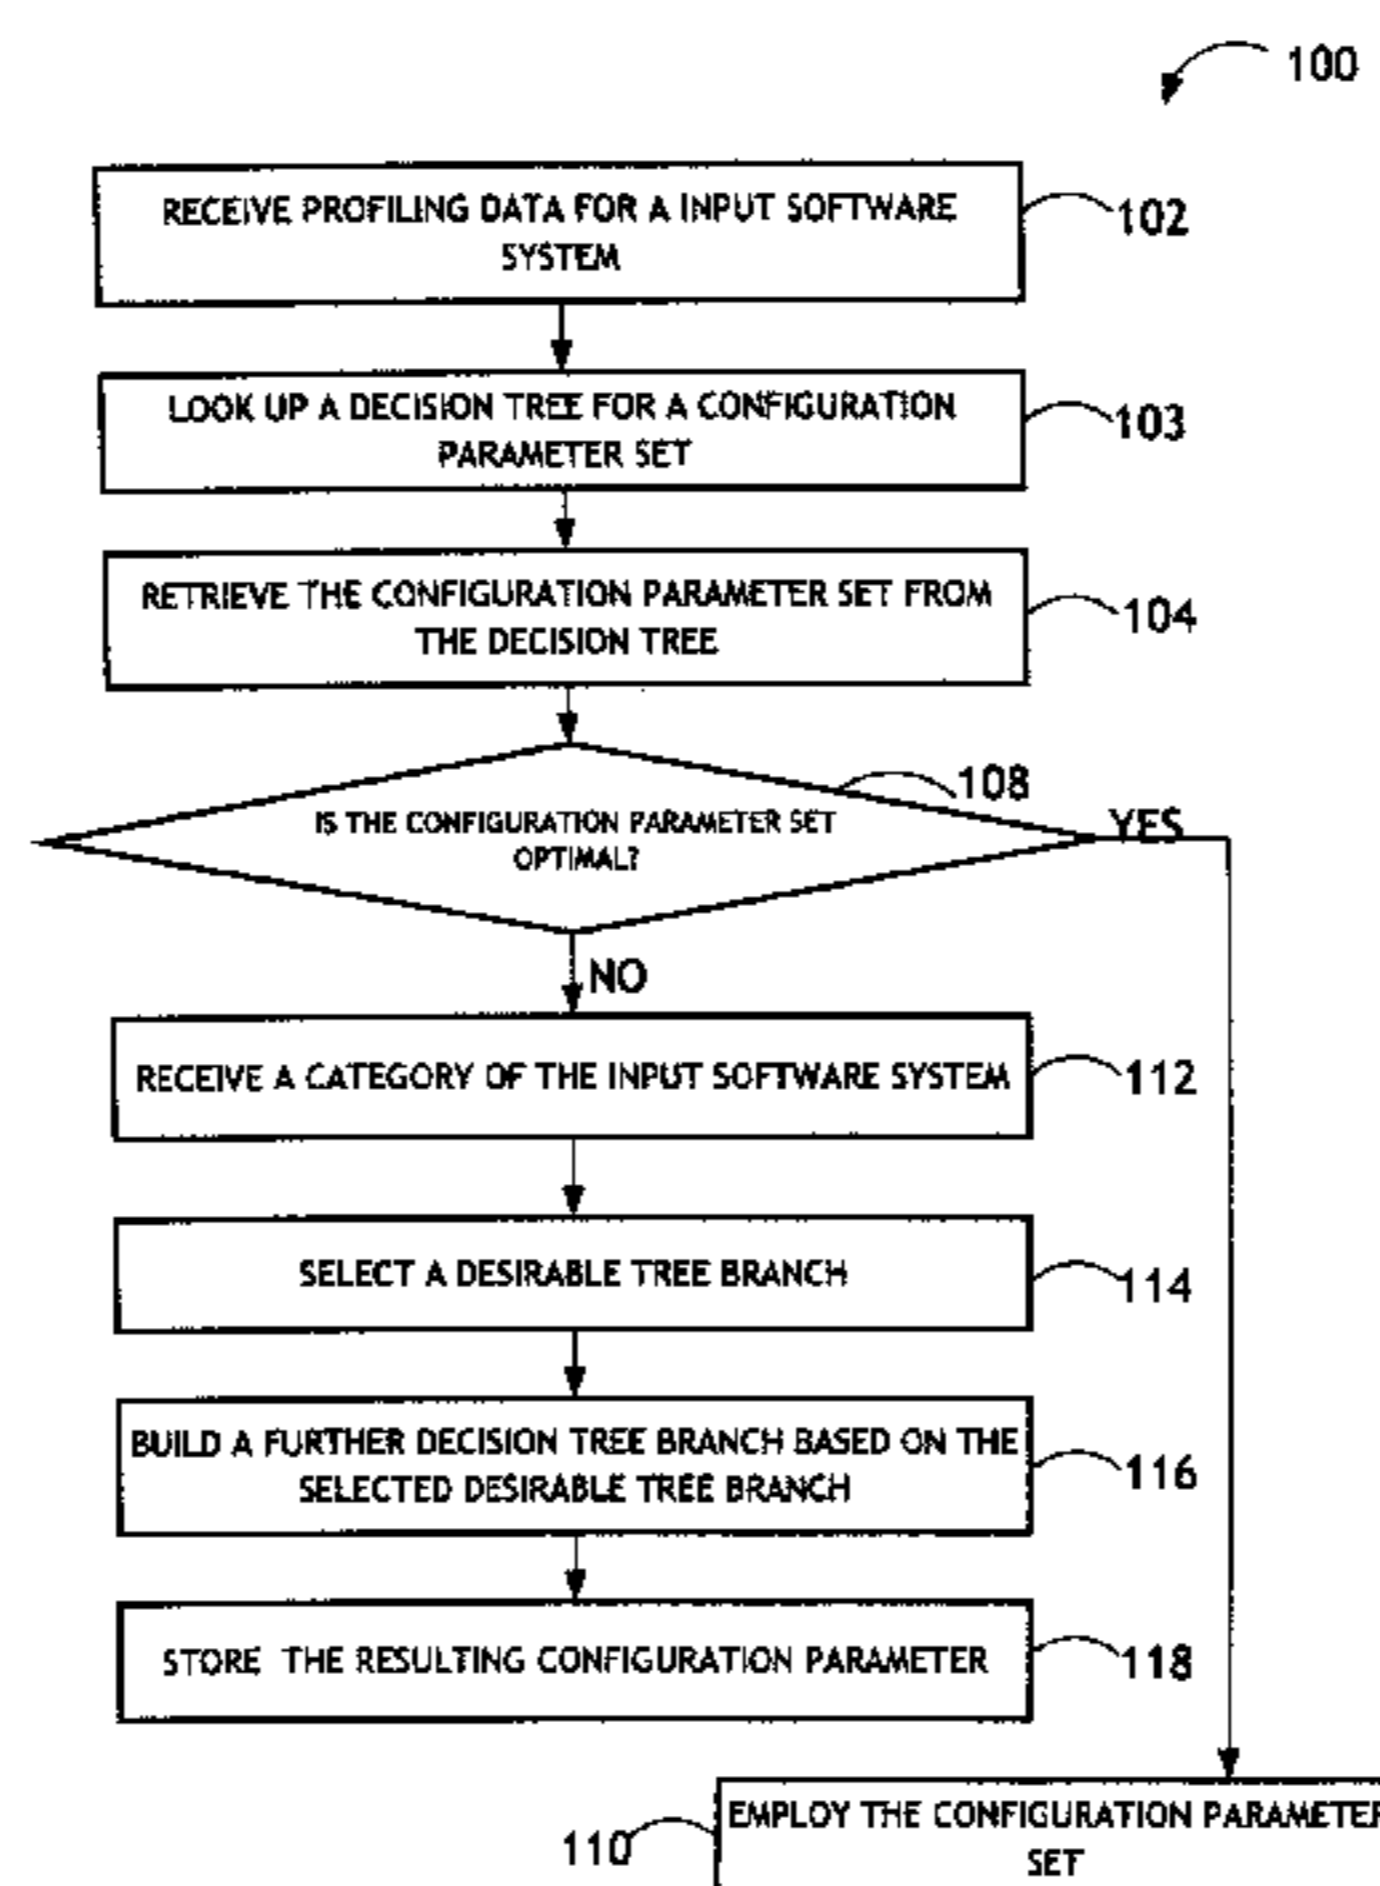 100
RECEIVE PROFILING DATA FOR A INPUT SOFTWARE
SYSTEM
102
LOOK UP A DECISION TREE FOR A CONFIGURATION
PARAMETER SET
103
RETRIEVE THE CONFIGURATION PARAMETER SET FROM
THE DECISION TREE
104
108
IS THE CONFIGURATION PARAMETER SET
OPTIMAL?
YES
NO
RECEIVE A CATEGORY OF THE INPUT SOFTWARE SYSTEM
112
SELECT A DESIRABLE TREE BRANCH
114
BUILD A FURTHER DECISION TREE BRANCH BASED ON THE
SELECTED DESIRABLE TREE BRANCH
116
STORE THE RESULTING CONFIGURATION PARAMETER
118
EMPLOY THE CONFIGURATION PARAMETER
SET
110